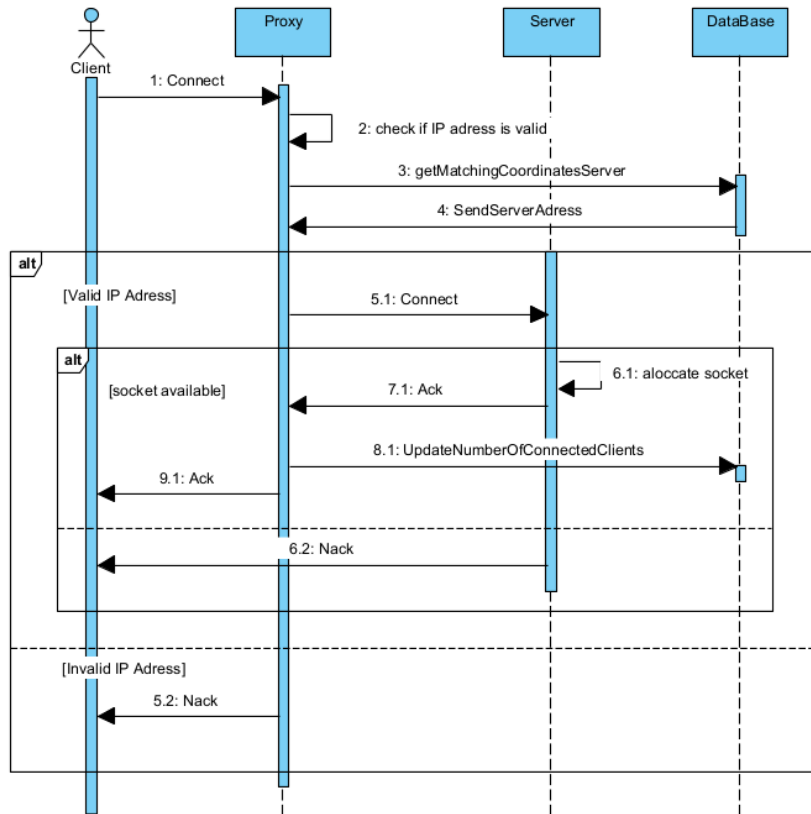 Proxy
Server
DataBase
Client
1: Connect
2: check if IP adress is valid
3: getMatchingCoordinatesServer
4: SendServerAdress
alt
[Valid IP Adress]
5.1: Connect
alt
6.1: aloccate socket
[socket available]
7.1: Ack
8.1: UpdateNumberOfConnectedClients
9.1: Ack
6.2: Nack
[Invalid IP Adress]
5.2: Nack